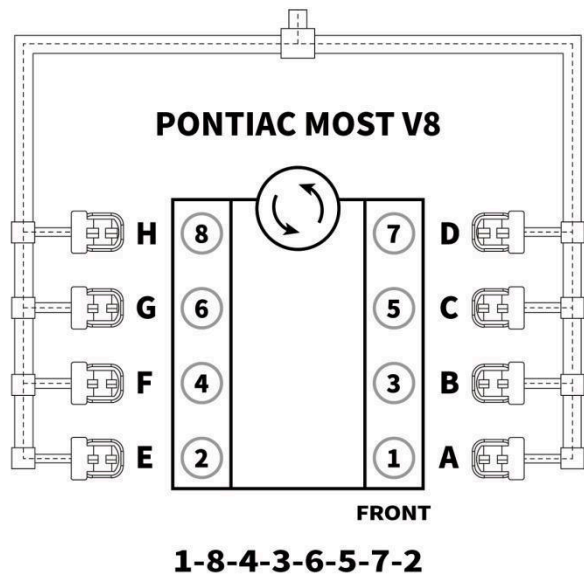 PONTIAC MOST V8
H 8 7 D
G 6 5 C
F 4 3 B
E 2 1 A
FRONT
1-8-4-3-6-5-7-2